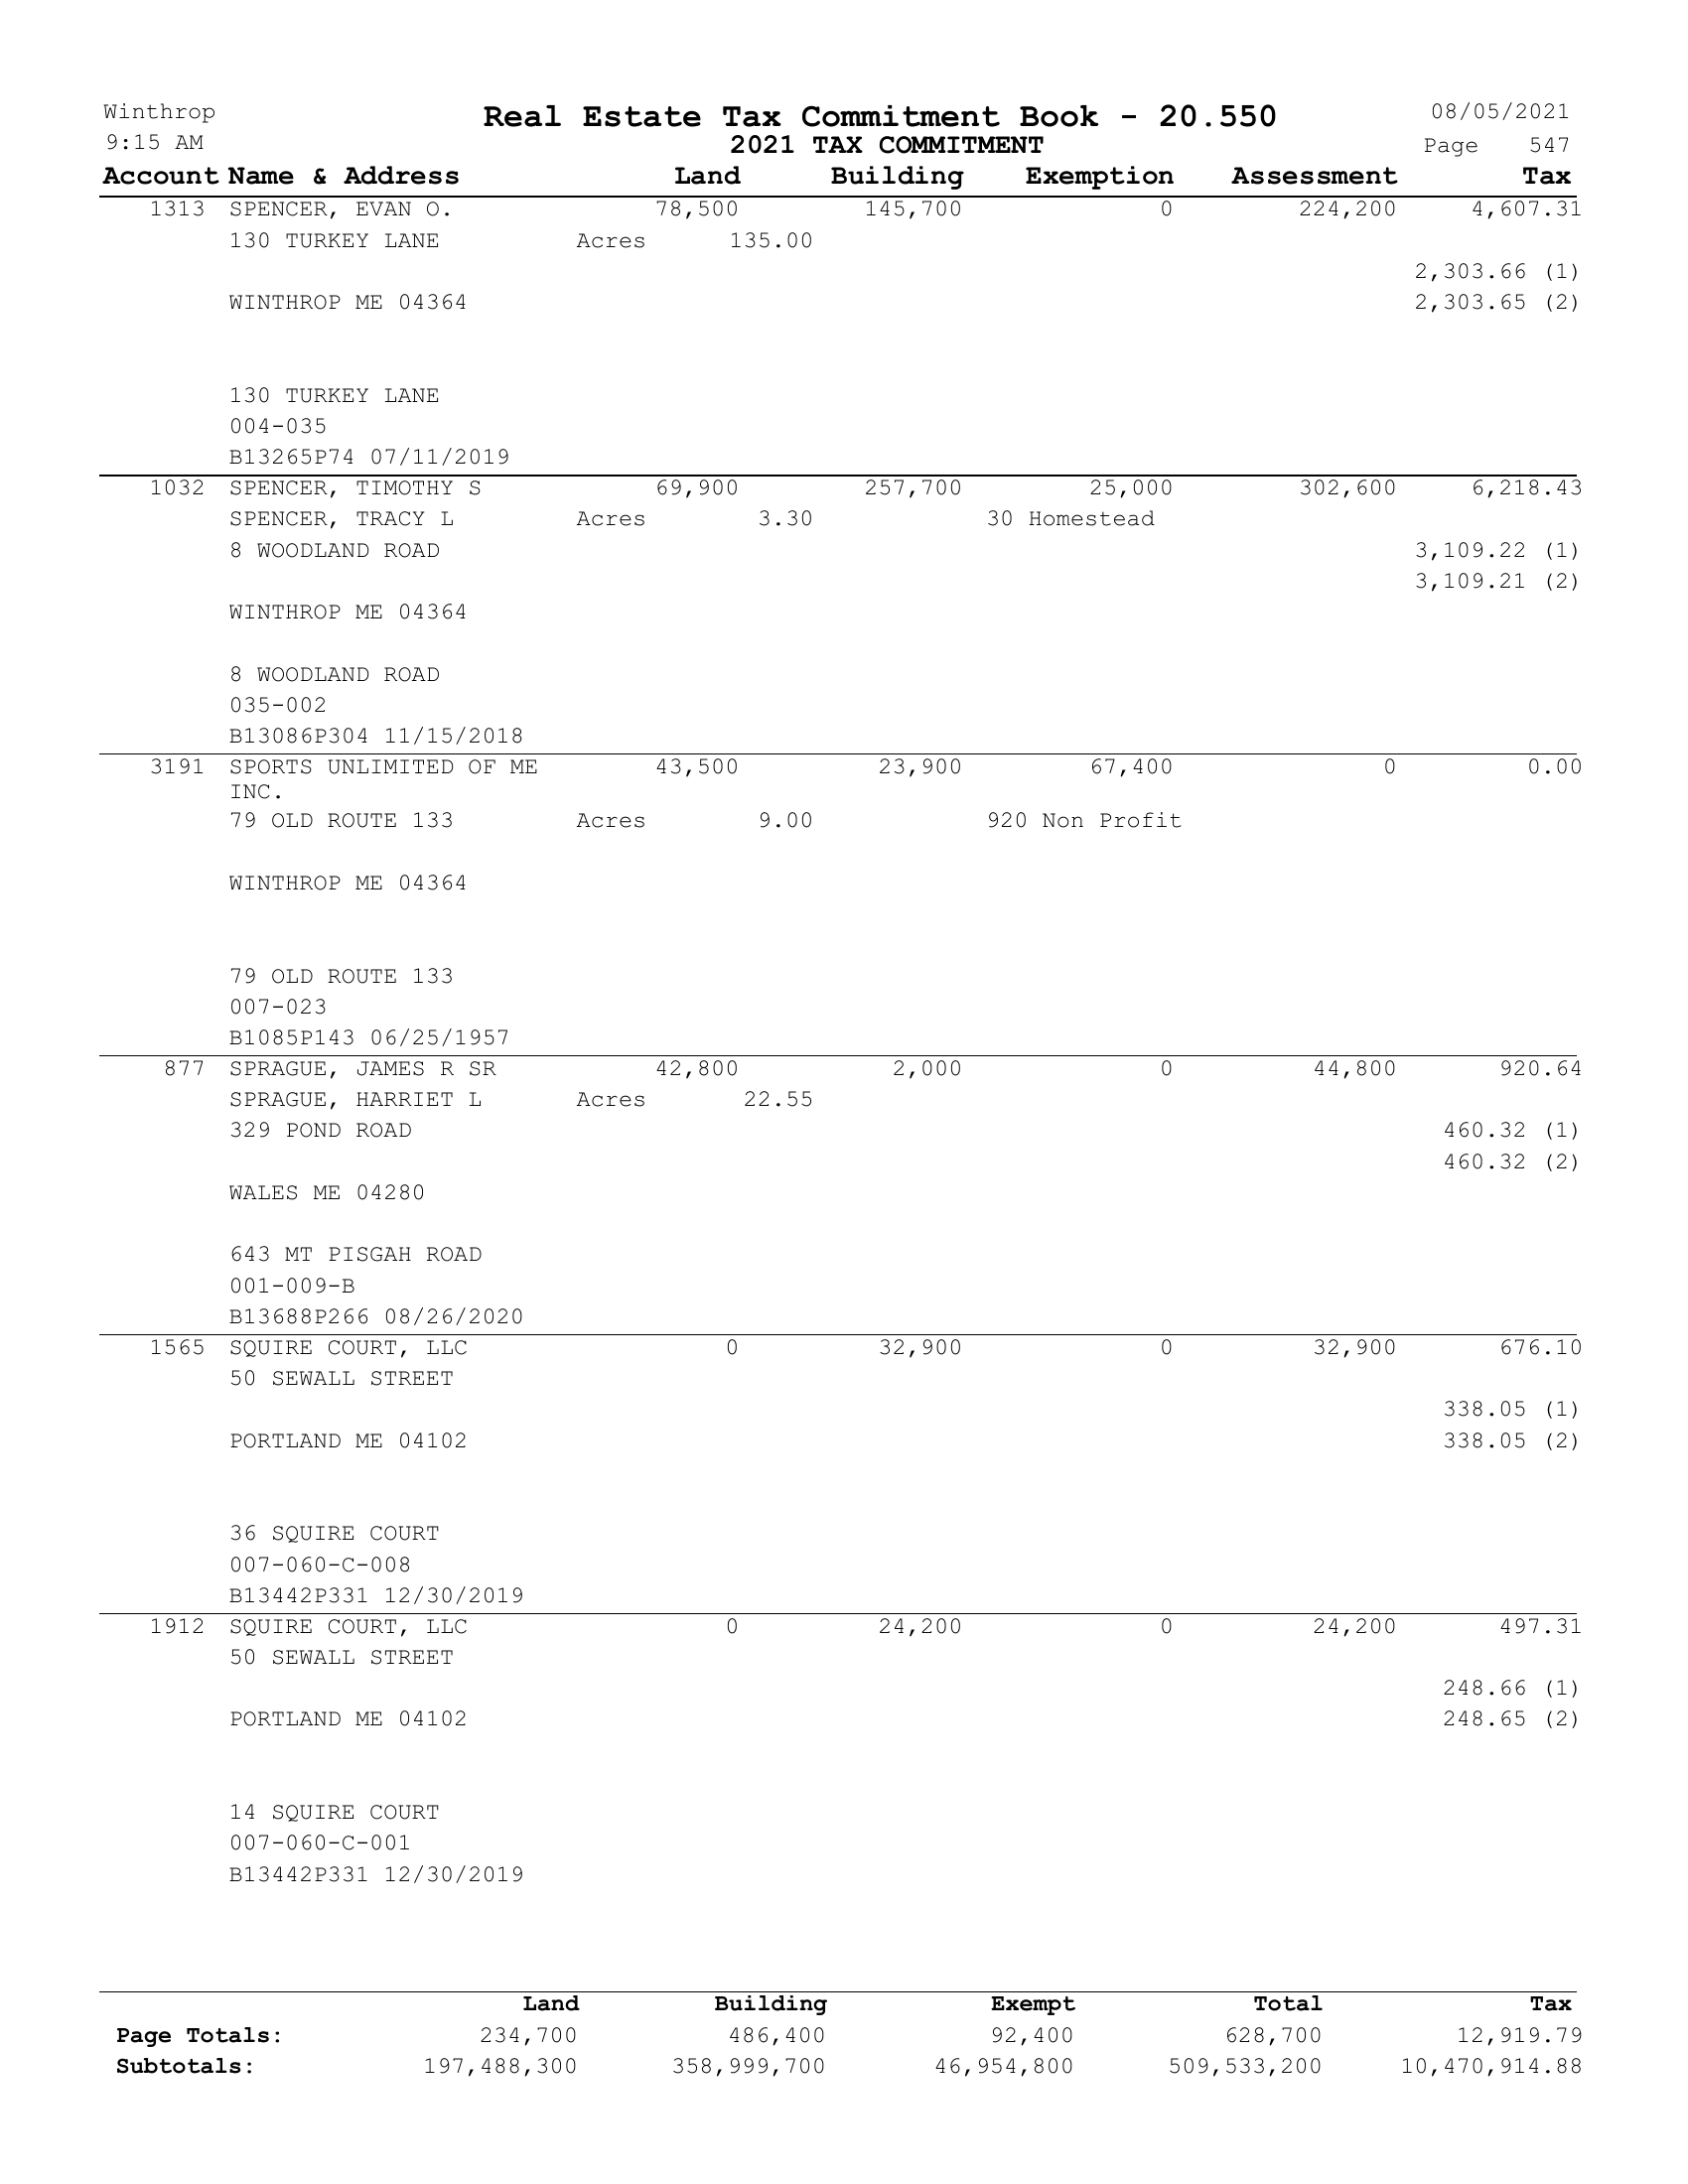 Winthrop Real Estate Tax Commitment Book - 20.550 08/05/2021
9:15 AM 2021 TAX COMMITMENT Page 547
Account Name & Address Land Building Exemption Assessment Tax
1313 SPENCER, EVAN O. 78,500 145,700 0 224,200 4,607.31
130 TURKEY LANE Acres 135.00
2,303.66 (1)
WINTHROP ME 04364 2,303.65 (2)
130 TURKEY LANE
004-035
B13265P74 07/11/2019
1032 SPENCER, TIMOTHY S 69,900 257,700 25,000 302,600 6,218.43
SPENCER, TRACY L Acres 3.30 30 Homestead
8 WOODLAND ROAD 3,109.22 (1)
3,109.21 (2)
WINTHROP ME 04364
8 WOODLAND ROAD
035-002
B13086P304 11/15/2018
3191 SPORTS UNLIMITED OF ME 43,500 23,900 67,400 0 0.00
INC.
79 OLD ROUTE 133 Acres 9.00 920 Non Profit
WINTHROP ME 04364
79 OLD ROUTE 133
007-023
B1085P143 06/25/1957
877 SPRAGUE, JAMES R SR 42,800 2,000 0 44,800 920.64
SPRAGUE, HARRIET L Acres 22.55
329 POND ROAD 460.32 (1)
460.32 (2)
WALES ME 04280
643 MT PISGAH ROAD
001-009-B
B13688P266 08/26/2020
1565 SQUIRE COURT, LLC 0 32,900 0 32,900 676.10
50 SEWALL STREET
338.05 (1)
PORTLAND ME 04102 338.05 (2)
36 SQUIRE COURT
007-060-C-008
B13442P331 12/30/2019
1912 SQUIRE COURT, LLC 0 24,200 0 24,200 497.31
50 SEWALL STREET
248.66 (1)
PORTLAND ME 04102 248.65 (2)
14 SQUIRE COURT
007-060-C-001
B13442P331 12/30/2019
Land Building Exempt Total Tax
Page Totals: 234,700 486,400 92,400 628,700 12,919.79
Subtotals: 197,488,300 358,999,700 46,954,800 509,533,200 10,470,914.88